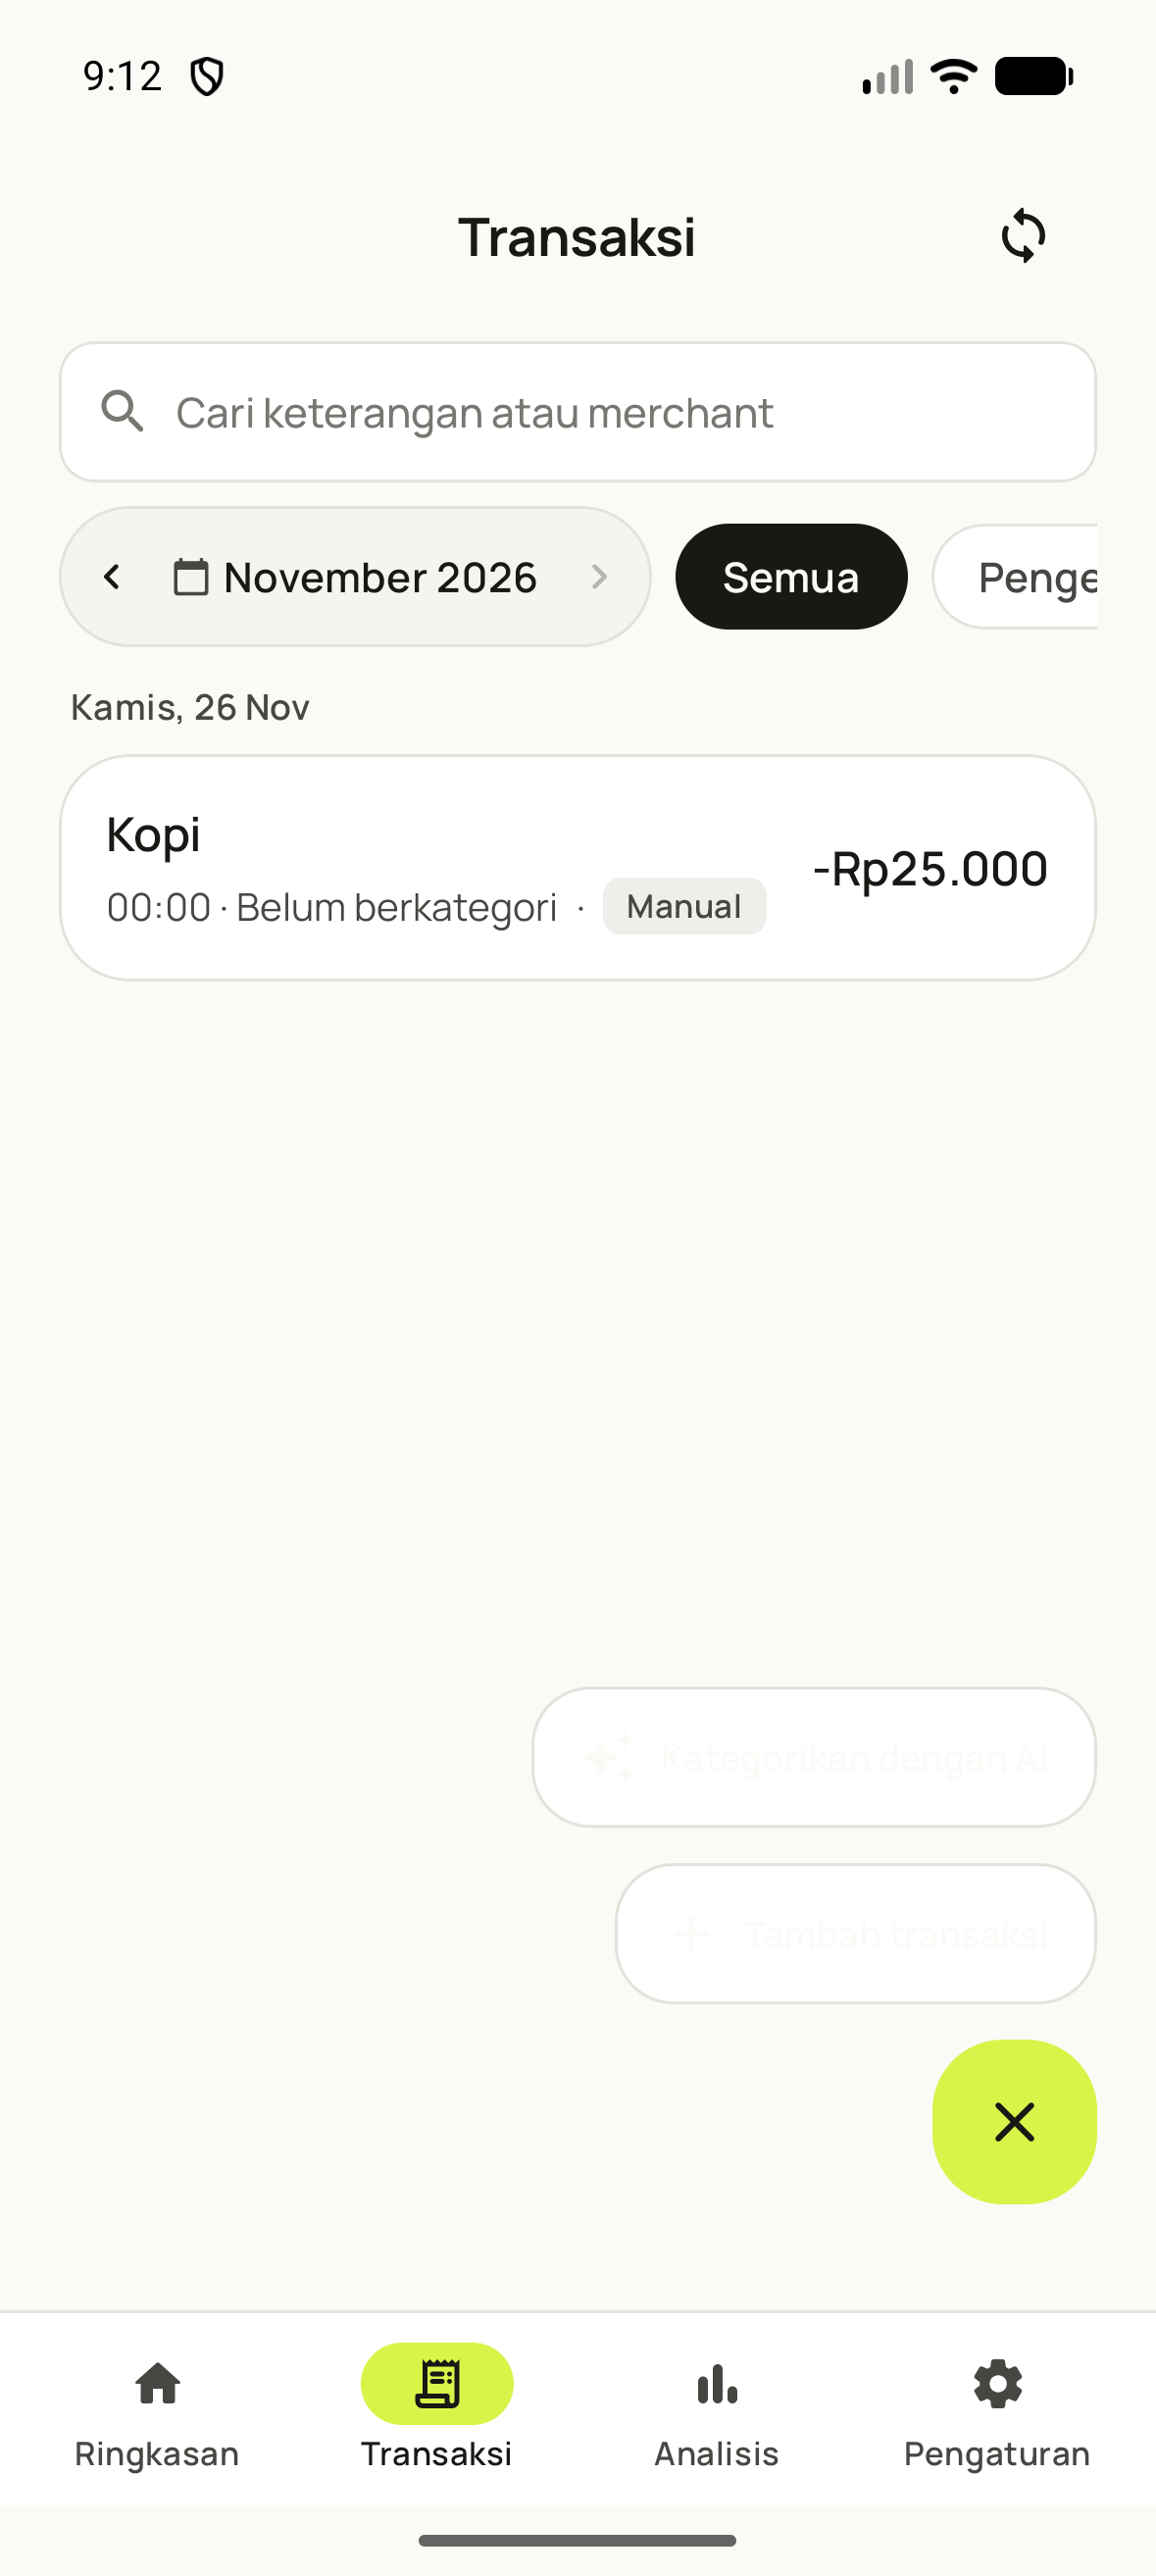 9:12
Transaksi
Cari keterangan atau merchant
November 2026
Semua
Penge
Kamis, 26 Nov
Kopi
-Rp25.000
00:00 · Belum berkategori · Manual
Kategorikan dengan AI
Tambah transaksi
Ringkasan
Transaksi
Analisis
Pengaturan